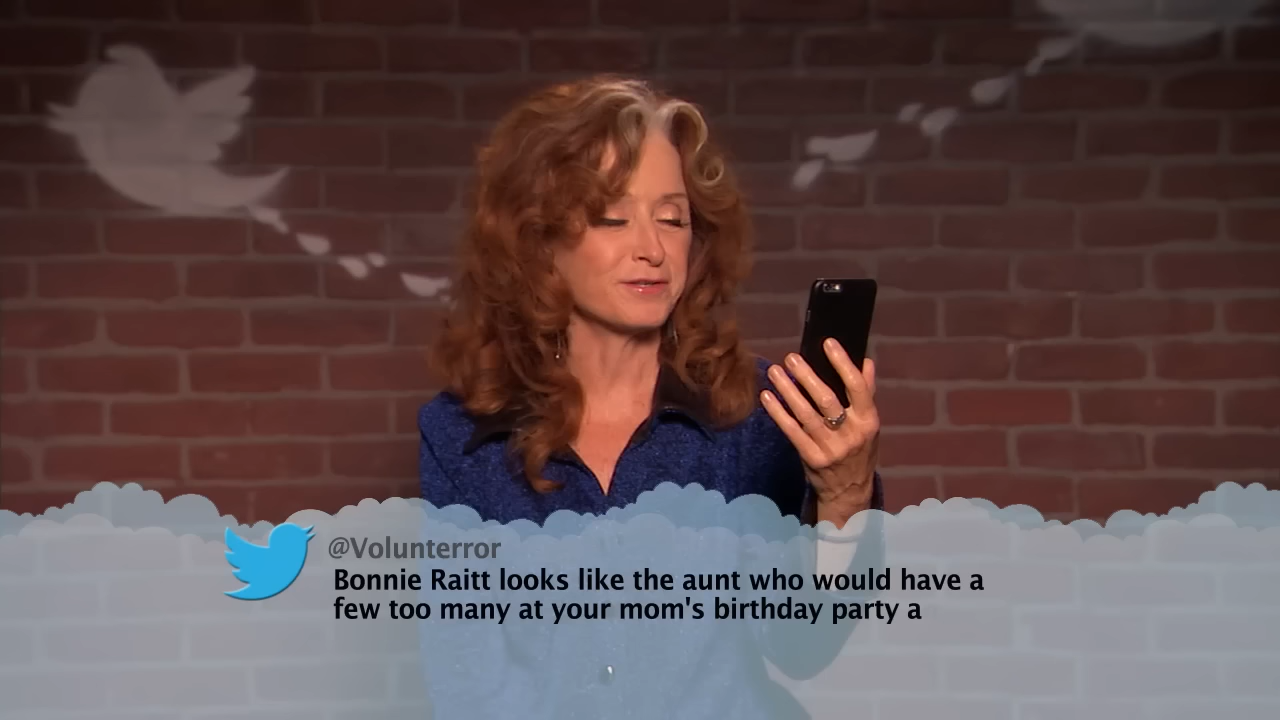 @Volunterror
Bonnie Raitt looks like the aunt who would have a
few too many at your mom's birthday party a